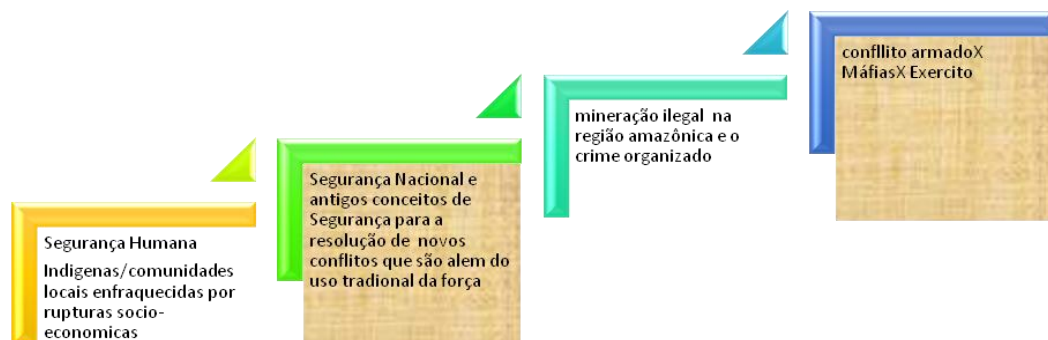 Segurança Humana
Indigenas/comunidades
locais enfraquecidas por
rupturas socio-
economicas
Segurança Nacional e
antigos conceitos de
Segurança para a
resolução de novos
conflitos que são alem do
uso tradional da força
mineração ilegal na
região amazônica e o
crime organizado
confllito armadoX
MáfiasX Exercito